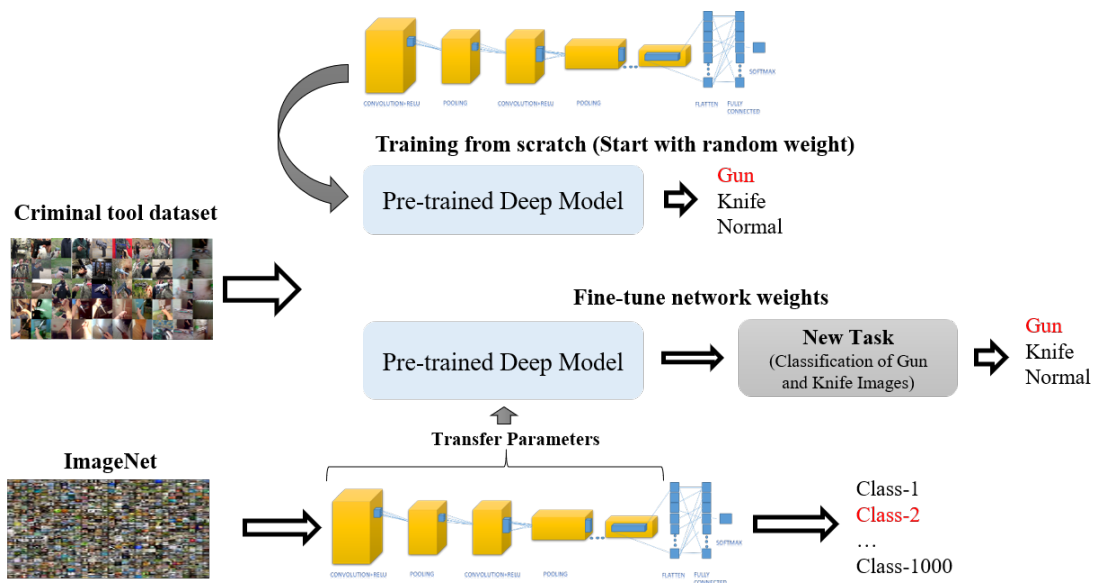 CONVOLUTION+RELU
POOLING
CONVOLUTION+RELU
POOLING
FLATTEN
FULLY
CONNECTED
SOFTMAX
Training from scratch (Start with random weight)
Pre-trained Deep Model
Gun
Knife
Normal
Criminal tool dataset
Fine-tune network weights
Pre-trained Deep Model
New Task
(Classification of Gun
and Knife Images)
Gun
Knife
Normal
Transfer Parameters
ImageNet
CONVOLUTION+RELU
POOLING
CONVOLUTION+RELU
POOLING
FLATTEN
FULLY
CONNECTED
SOFTMAX
Class-1
Class-2
…
Class-1000